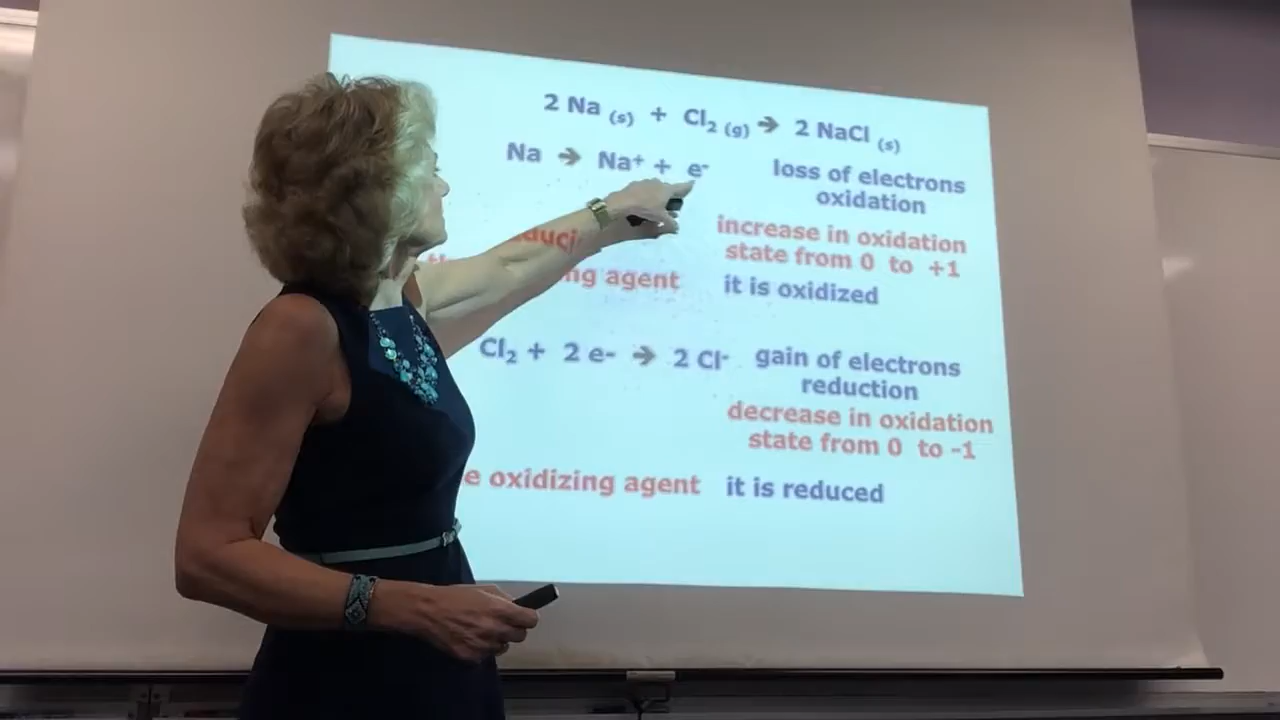 2 Na (s) + Cl₂ (g) → 2 NaCl (s)
Na → Na⁺ + e⁻ loss of electrons
oxidation
increase in oxidation
state from 0 to +1
agent it is oxidized
Cl₂ + 2 e- → 2 Cl⁻ gain of electrons
reduction
decrease in oxidation
state from 0 to -1
oxidizing agent it is reduced